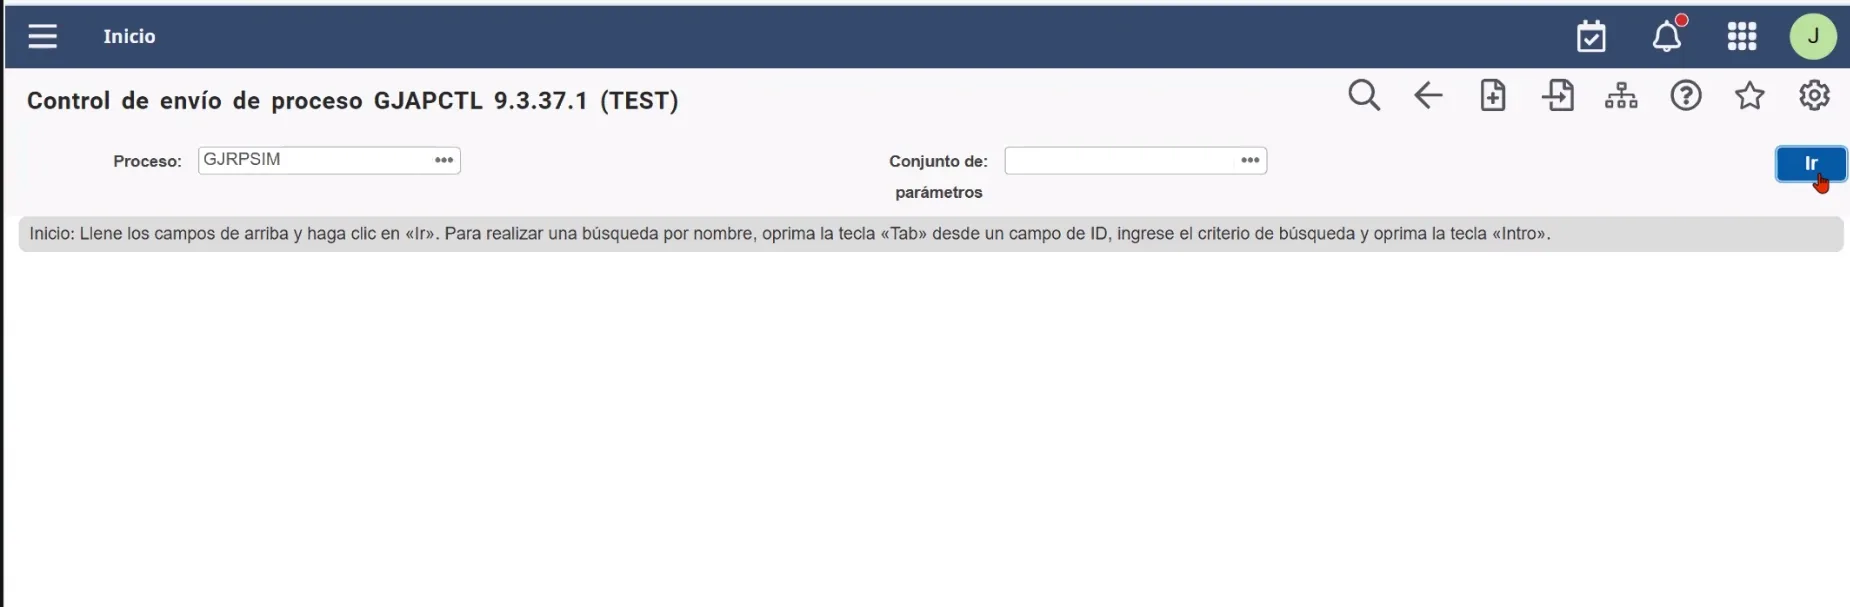 Inicio
J
Control de envío de proceso GJAPCTL 9.3.37.1 (TEST)
Proceso: GJRPSIM ••• Conjunto de: ••• Ir
parámetros
Inicio: Llene los campos de arriba y haga clic en «Ir». Para realizar una búsqueda por nombre, oprima la tecla «Tab» desde un campo de ID, ingrese el criterio de búsqueda y oprima la tecla «Intro».